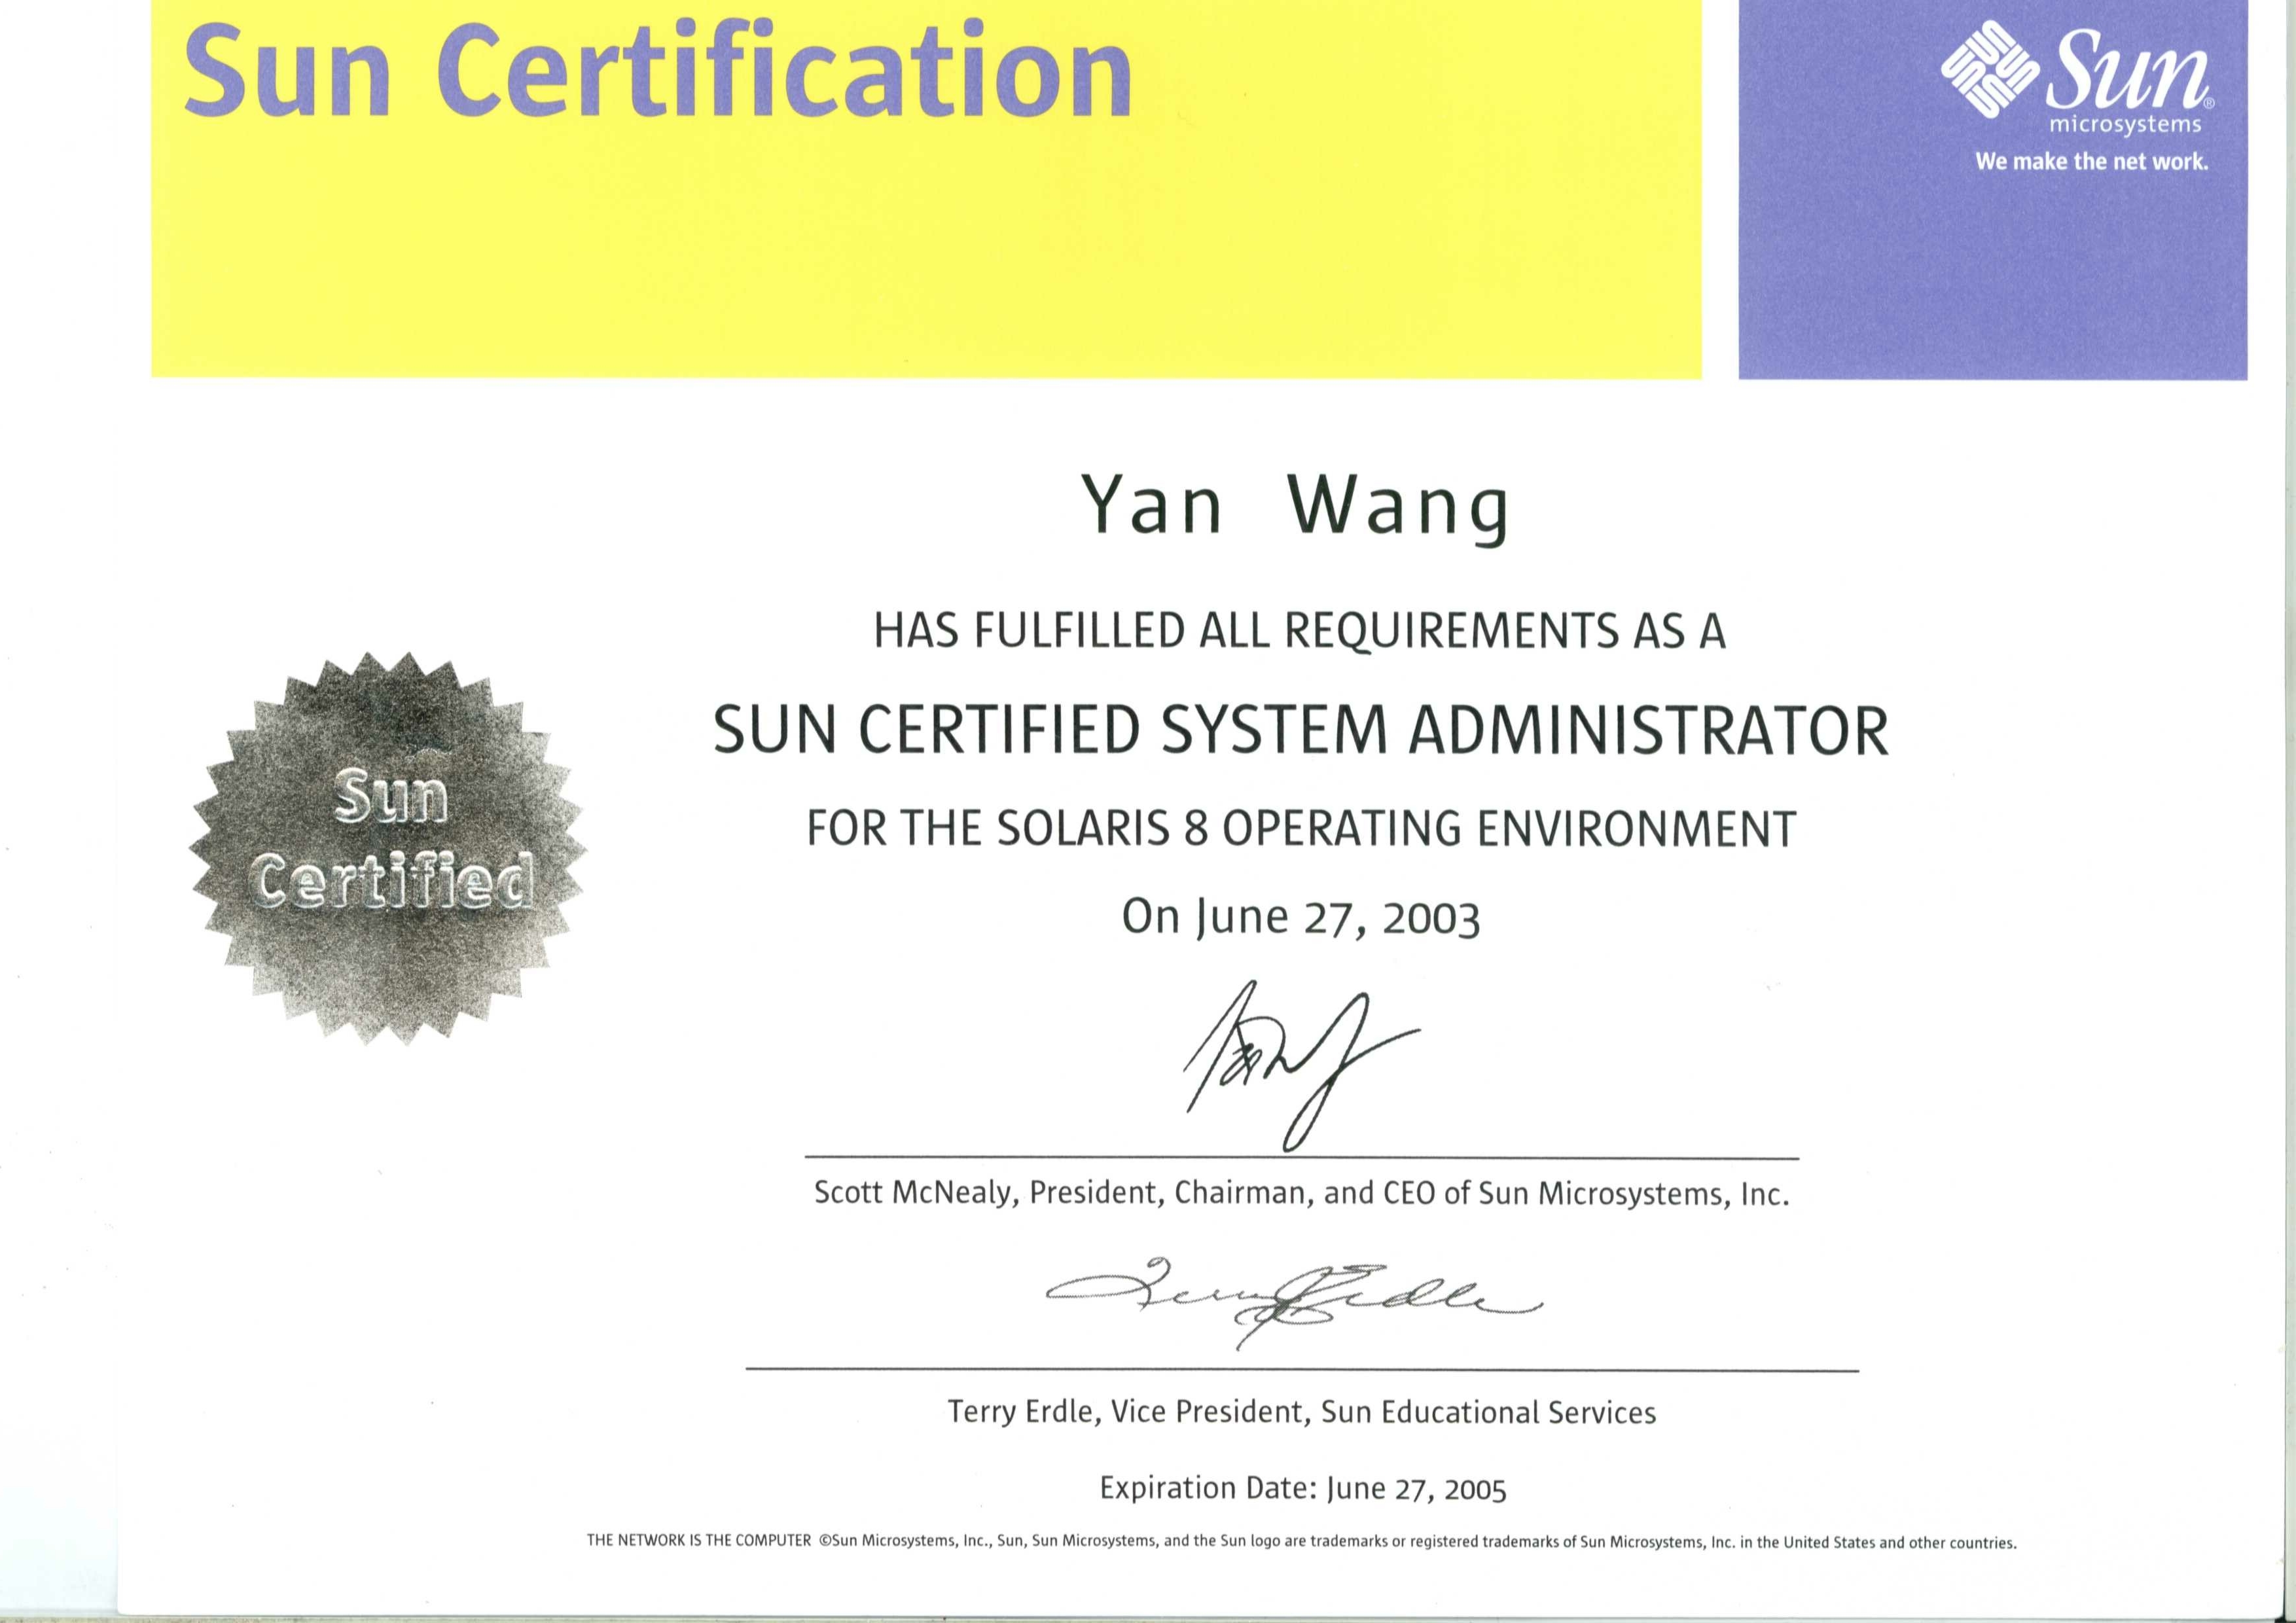 Sun Certification
Sun®
microsystems
We make the net work.
Yan Wang
HAS FULFILLED ALL REQUIREMENTS AS A
SUN CERTIFIED SYSTEM ADMINISTRATOR
FOR THE SOLARIS 8 OPERATING ENVIRONMENT
On June 27, 2003
Sun
Certified
Scott McNealy, President, Chairman, and CEO of Sun Microsystems, Inc.
Terry Erdle
Terry Erdle, Vice President, Sun Educational Services
Expiration Date: June 27, 2005
THE NETWORK IS THE COMPUTER ©Sun Microsystems, Inc., Sun, Sun Microsystems, and the Sun logo are trademarks or registered trademarks of Sun Microsystems, Inc. in the United States and other countries.